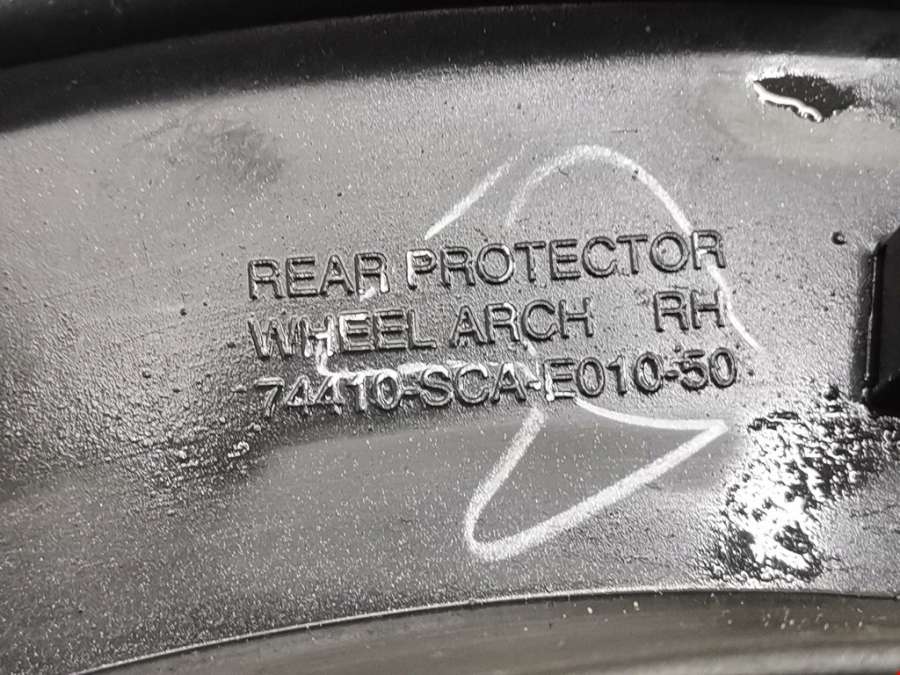 REAR PROTECTOR
WHEEL ARCH RH
74410-SCA-E010-50